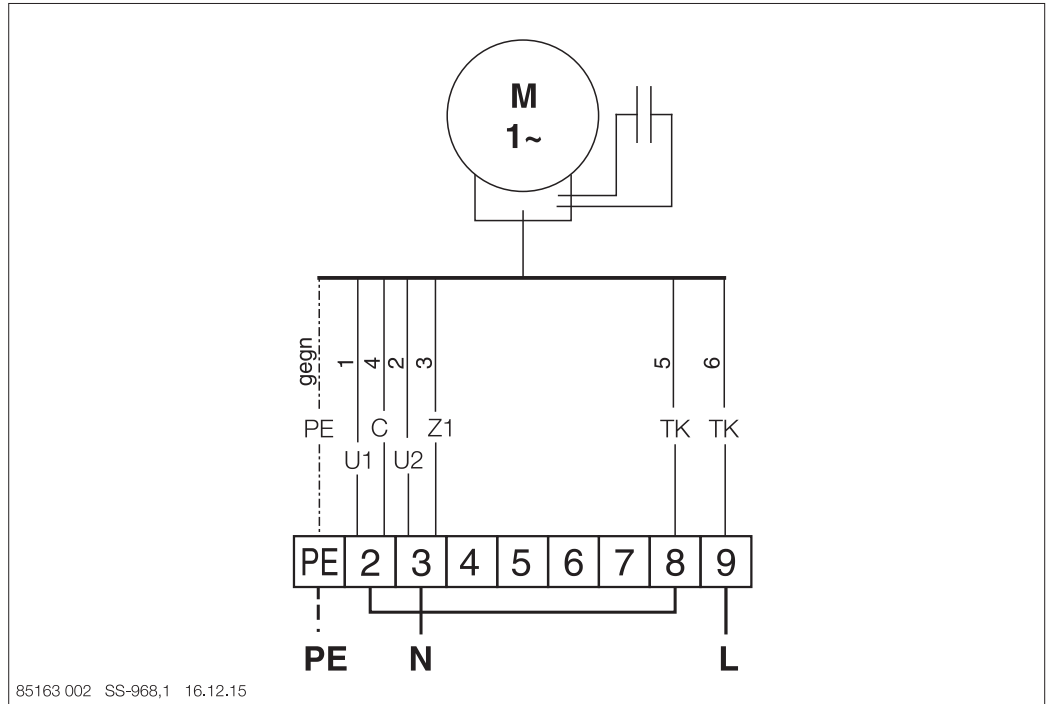 M
1~
gegn 1 4 2 3 5 6
PE C Z1 TK TK
U1 U2
PE 2 3 4 5 6 7 8 9
PE N L
85163 002 SS-968,1 16.12.15